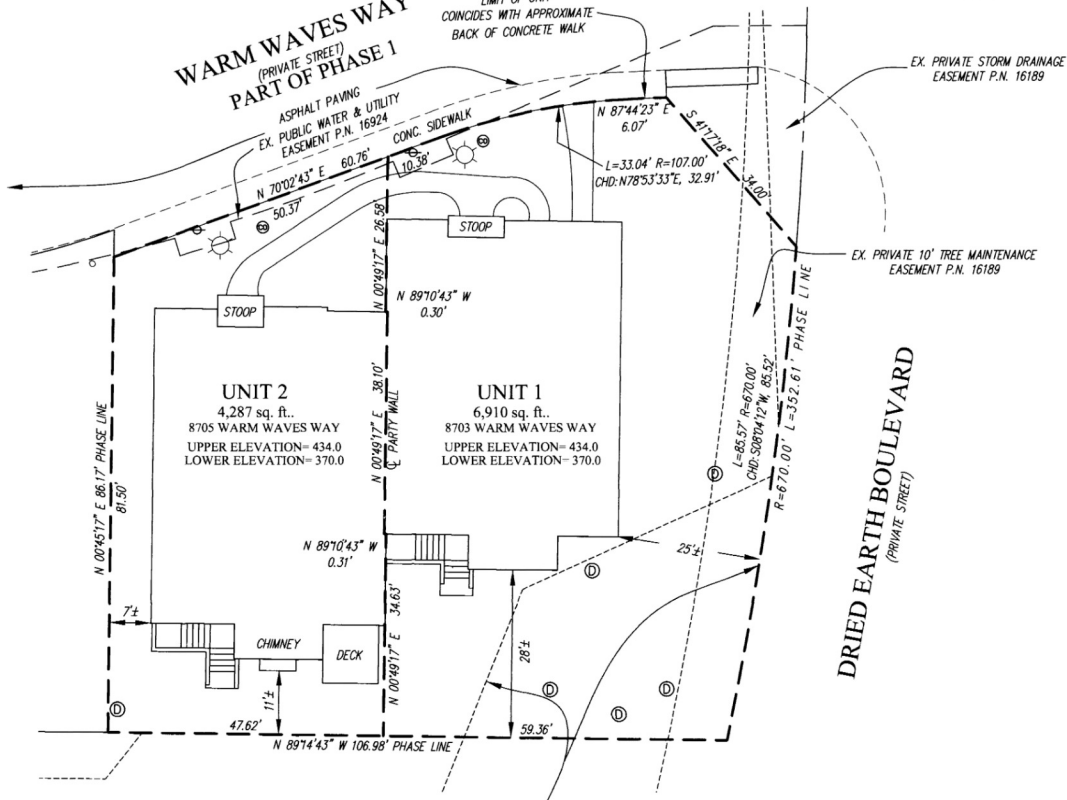 WARM WAVES WAY
(PRIVATE STREET)
PART OF PHASE 1
COINCIDES WITH APPROXIMATE
BACK OF CONCRETE WALK
EX. PRIVATE STORM DRAINAGE
EASEMENT P.N. 16189
ASPHALT PAVING
EX. PUBLIC WATER & UTILITY
EASEMENT P.N. 16924
CONC. SIDEWALK
N 87°44'23" E
6.07'
S 41°17'18" E
34.00'
L=33.04' R=107.00'
CHD:N78°53'33"E, 32.91'
N 70°02'43" E 60.76'
10.38'
50.37'
N 00°49'17" E 26.58'
STOOP
STOOP
EX. PRIVATE 10' TREE MAINTENANCE
EASEMENT P.N. 16189
N 89°10'43" W
0.30'
UNIT 2
4,287 sq. ft..
8705 WARM WAVES WAY
UPPER ELEVATION= 434.0
LOWER ELEVATION= 370.0
UNIT 1
6,910 sq. ft..
8703 WARM WAVES WAY
UPPER ELEVATION= 434.0
LOWER ELEVATION= 370.0
N 00°49'17" E 38.10'
℄ PARTY WALL
N 00°45'17" E 86.17' PHASE LINE
81.50'
L=85.57' R=670.00'
CHD:S08°04'12"W, 85.52'
R=670.00' L=352.61' PHASE LINE
DRIED EARTH BOULEVARD
(PRIVATE STREET)
D
N 89°10'43" W
0.31'
25'±
D
7'±
N 00°49'17" E 34.63'
CHIMNEY
DECK
28'±
11'±
D
D
D
D
47.62'
59.36'
N 89°14'43" W 106.98' PHASE LINE